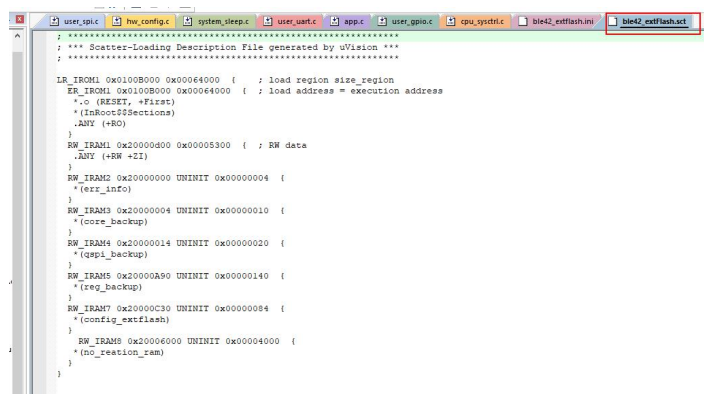 user_spi.c hw_config.c system_sleep.c user_uart.c app.c user_gpio.c cpu_sysctrl.c ble42_extflash.ini ble42_extflash.sct
; *************************************************************
; *** Scatter-Loading Description File generated by uVision ***
; *************************************************************
LR_IROM1 0x0100B000 0x00064000 { ; load region size_region
ER_IROM1 0x0100B000 0x00064000 { ; load address = execution address
*.o (RESET, +First)
*(InRoot$$Sections)
.ANY (+RO)
}
RW_IRAM1 0x20000d00 0x00005300 { ; RW data
.ANY (+RW +ZI)
}
RW_IRAM2 0x20000000 UNINIT 0x00000004 {
*(err_info)
}
RW_IRAM3 0x20000004 UNINIT 0x00000010 {
*(core_backup)
}
RW_IRAM4 0x20000014 UNINIT 0x00000020 {
*(qspi_backup)
}
RW_IRAM5 0x20000A90 UNINIT 0x00000140 {
*(reg_backup)
}
RW_IRAM7 0x20000C30 UNINIT 0x00000084 {
*(config_extflash)
}
RW_IRAM8 0x20006000 UNINIT 0x00004000 {
*(no_reation_ram)
}
}